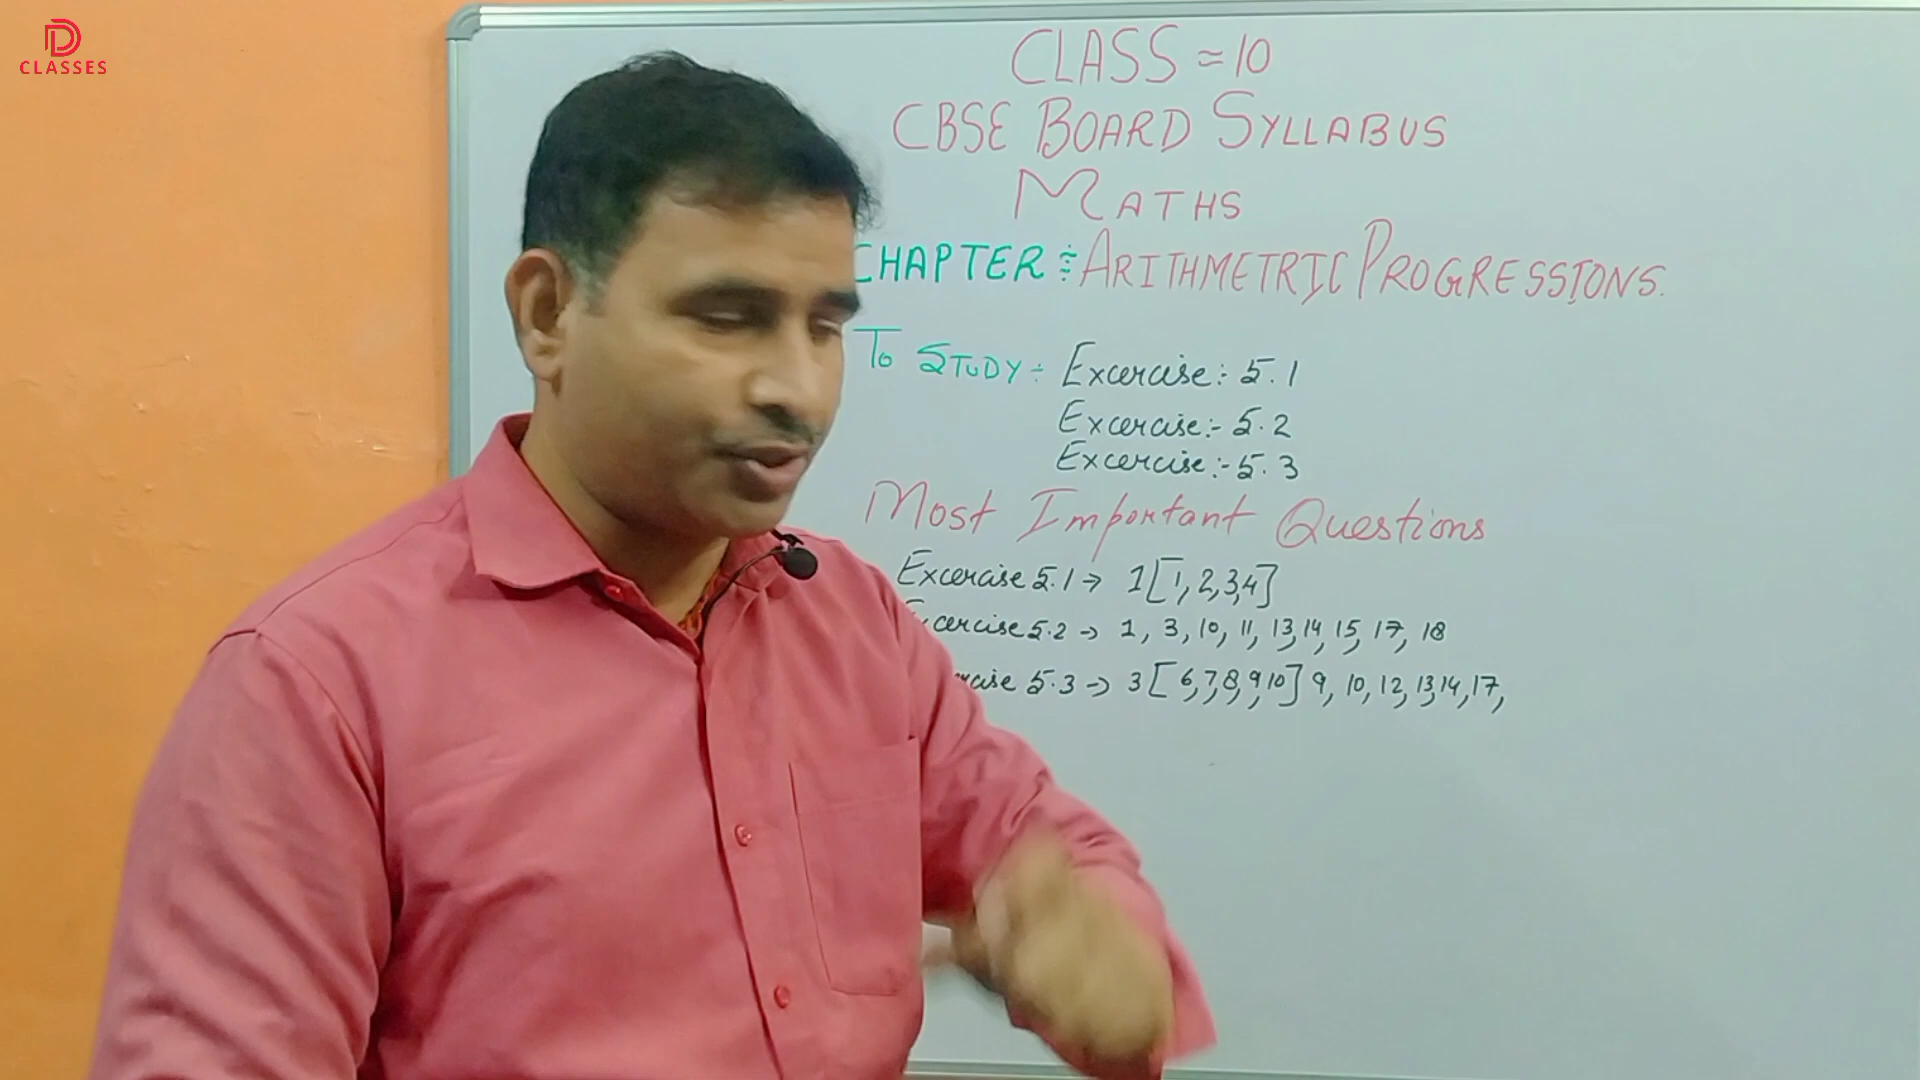 D
CLASSES
CLASS = 10
CBSE BOARD SYLLABUS
MATHS
CHAPTER : ARITHMETRIC PROGRESSIONS.
TO STUDY :- Excercise:- 5.1
Excercise:- 5.2
Excercise:- 5.3
Most Important Questions
Excercise 5.1 → 1[1, 2, 3, 4]
cercise 5.2 → 1, 3, 10, 11, 13, 14, 15, 17, 18
rcise 5.3 → 3 [6, 7, 8, 9, 10] 9, 10, 12, 13, 14, 17,